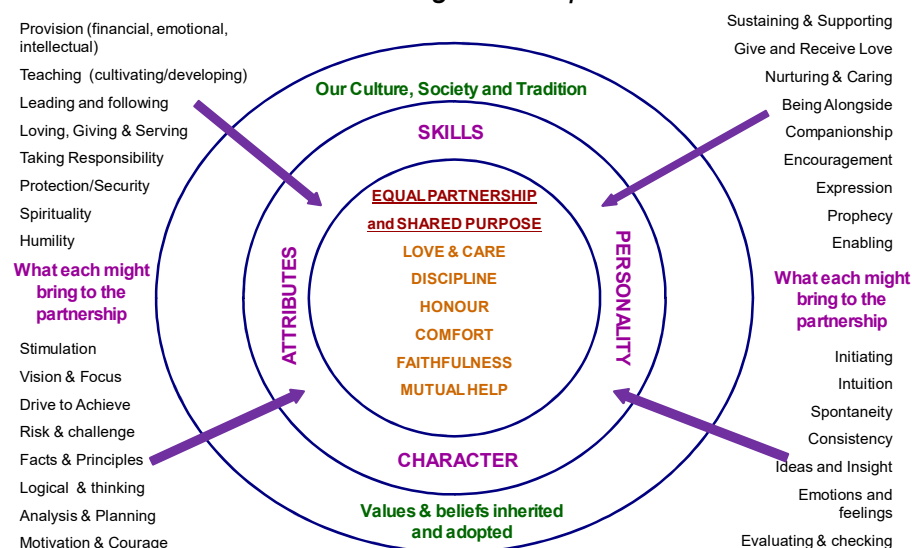 Provision (financial, emotional,
intellectual)
Teaching (cultivating/developing)
Leading and following
Loving, Giving & Serving
Taking Responsibility
Protection/Security
Spirituality
Humility
What each might
bring to the
partnership
Stimulation
Vision & Focus
Drive to Achieve
Risk & challenge
Facts & Principles
Logical & thinking
Analysis & Planning
Motivation & Courage
Our Culture, Society and Tradition
SKILLS
ATTRIBUTES
EQUAL PARTNERSHIP
and SHARED PURPOSE
LOVE & CARE
DISCIPLINE
HONOUR
COMFORT
FAITHFULNESS
MUTUAL HELP
PERSONALITY
CHARACTER
Values & beliefs inherited
and adopted
Sustaining & Supporting
Give and Receive Love
Nurturing & Caring
Being Alongside
Companionship
Encouragement
Expression
Prophecy
Enabling
What each might
bring to the
partnership
Initiating
Intuition
Spontaneity
Consistency
Ideas and Insight
Emotions and
feelings
Evaluating & checking